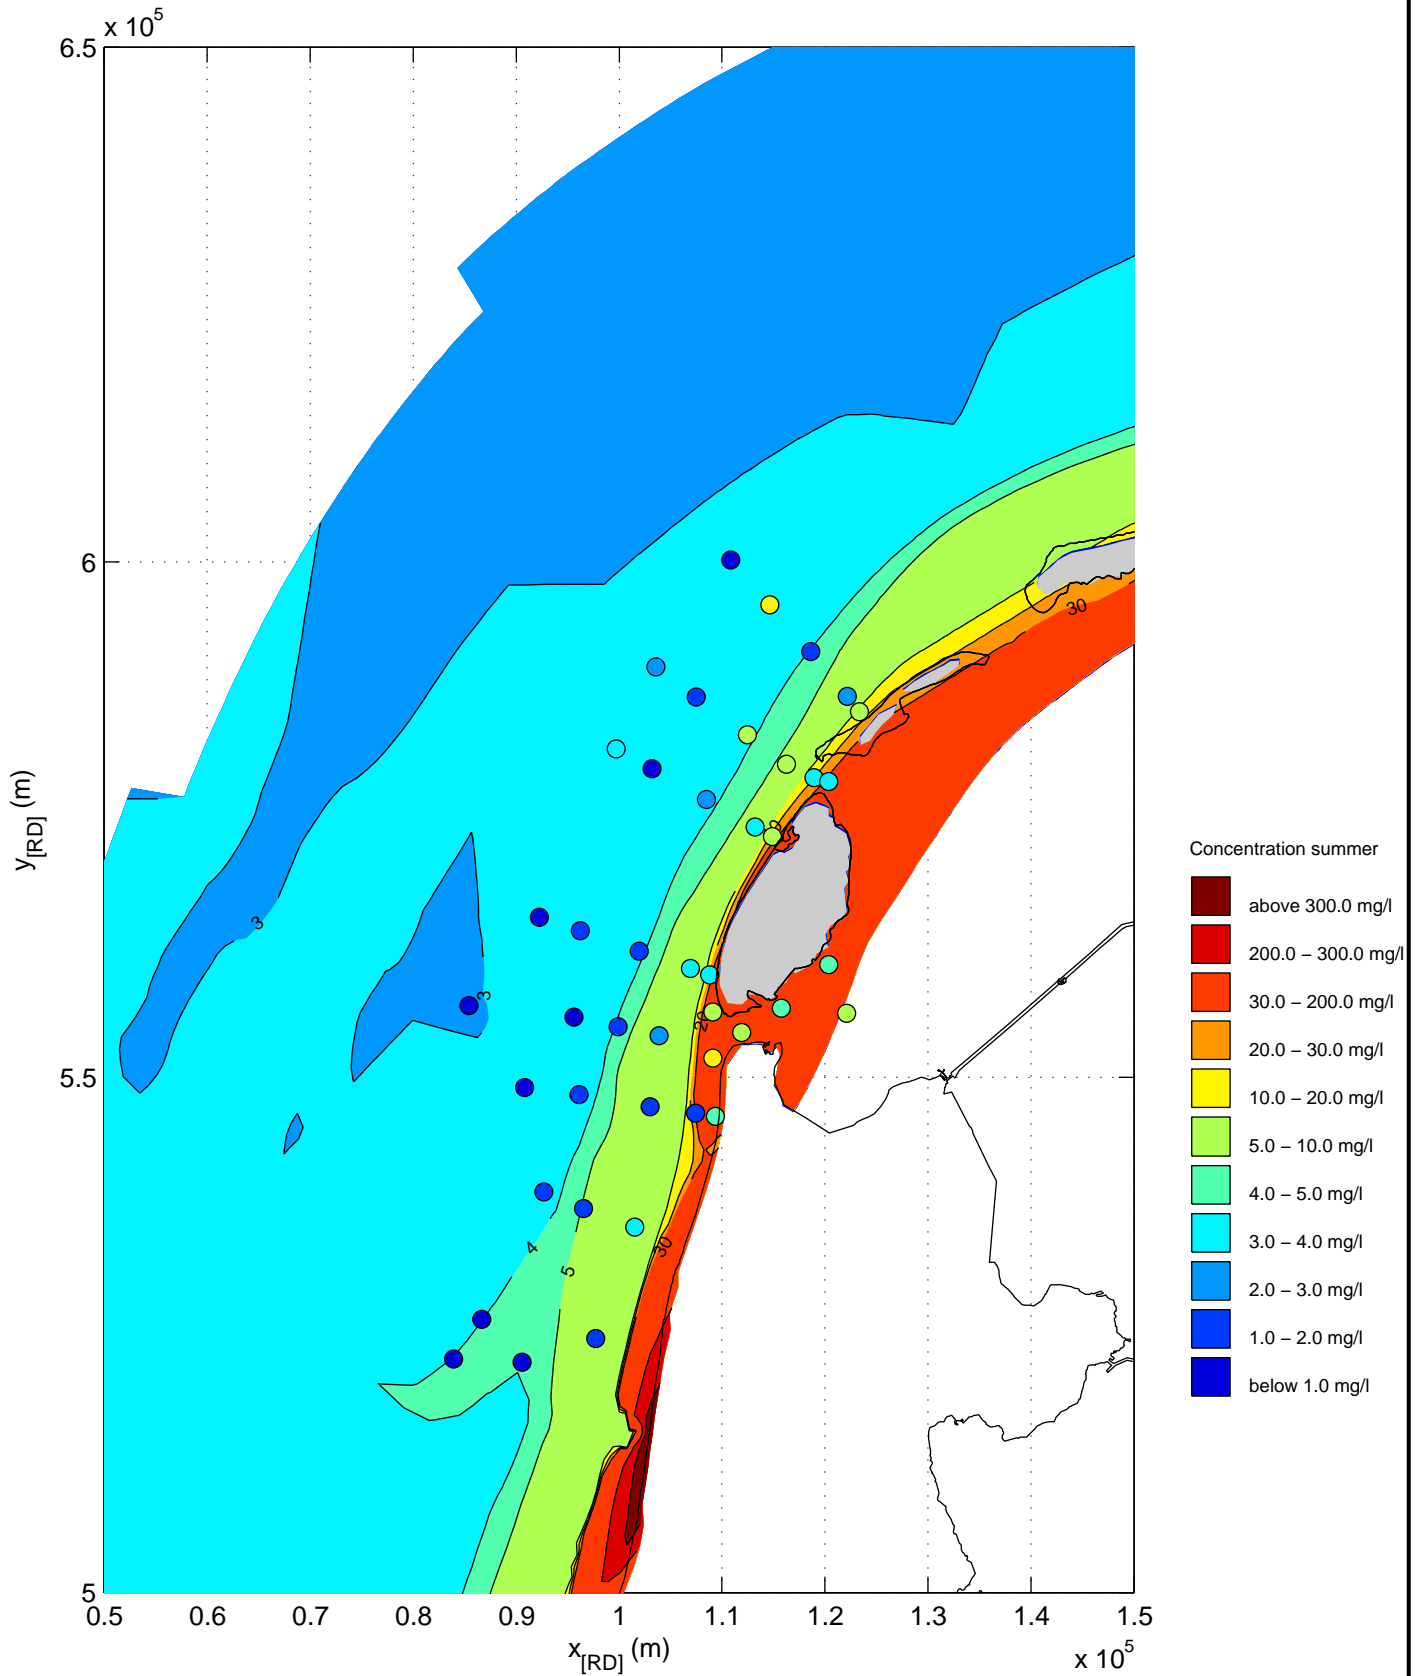 x 10^5
6.5
6
5.5
5
y[RD] (m)
0.5 0.6 0.7 0.8 0.9 1 1.1 1.2 1.3 1.4 1.5
x[RD] (m)
x 10^5
30
3
3
20
4
5
30
Concentration summer
above 300.0 mg/l
200.0 – 300.0 mg/l
30.0 – 200.0 mg/l
20.0 – 30.0 mg/l
10.0 – 20.0 mg/l
5.0 – 10.0 mg/l
4.0 – 5.0 mg/l
3.0 – 4.0 mg/l
2.0 – 3.0 mg/l
1.0 – 2.0 mg/l
below 1.0 mg/l